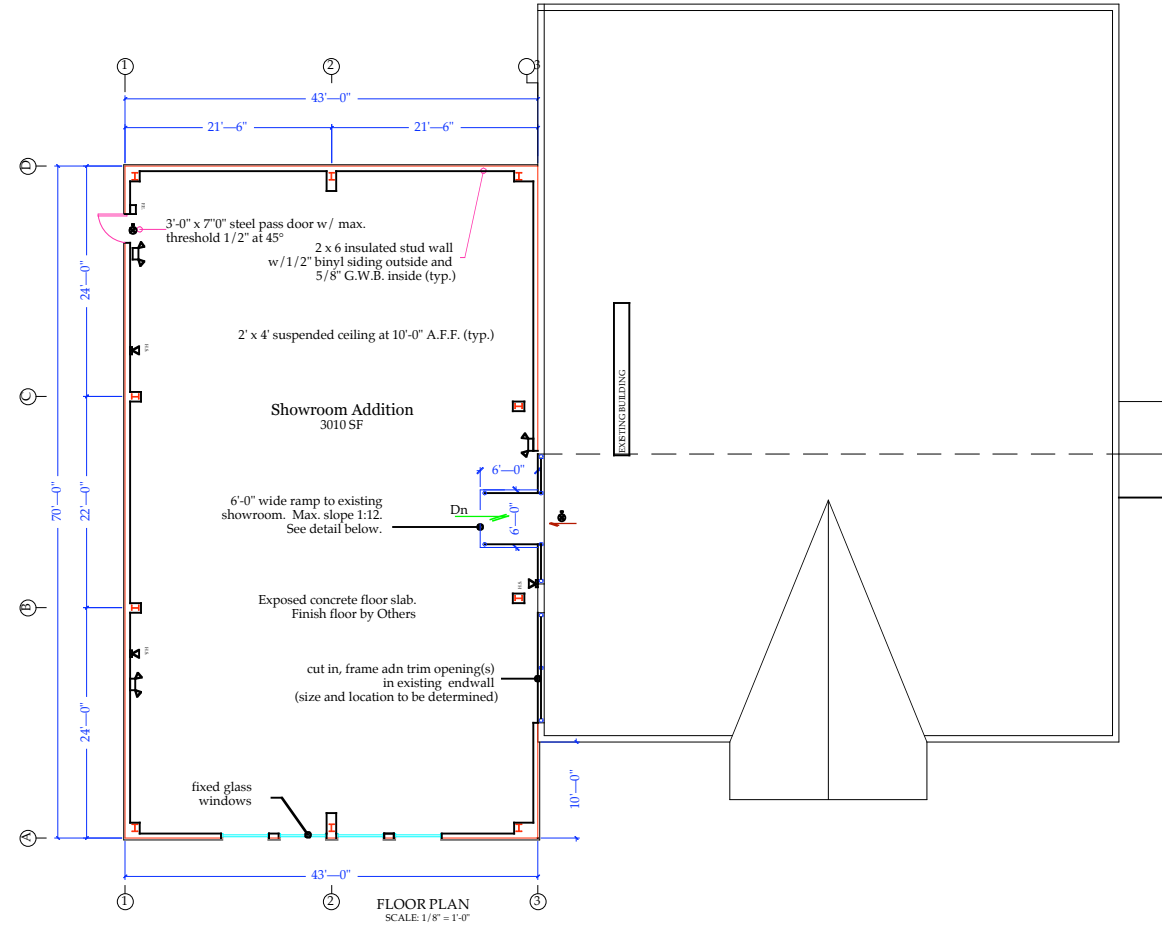 1
2
3
43'—0"
21'—6"
21'—6"
D
3'-0" x 7"0" steel pass door w/ max.
threshold 1/2" at 45°
2 x 6 insulated stud wall
w/1/2" binyl siding outside and
5/8" G.W.B. inside (typ.)
24'—0"
2' x 4' suspended ceiling at 10'-0" A.F.F. (typ.)
EXISTING BUILDING
C
Showroom Addition
3010 SF
6'—0"
70'—0"
22'—0"
6'-0" wide ramp to existing
showroom. Max. slope 1:12.
See detail below.
Dn
6'—0"
B
Exposed concrete floor slab.
Finish floor by Others
cut in, frame adn trim opening(s)
in existing endwall
(size and location to be determined)
24'—0"
fixed glass
windows
10'—0"
A
43'—0"
1
2
3
FLOOR PLAN
SCALE: 1/8" = 1'-0"